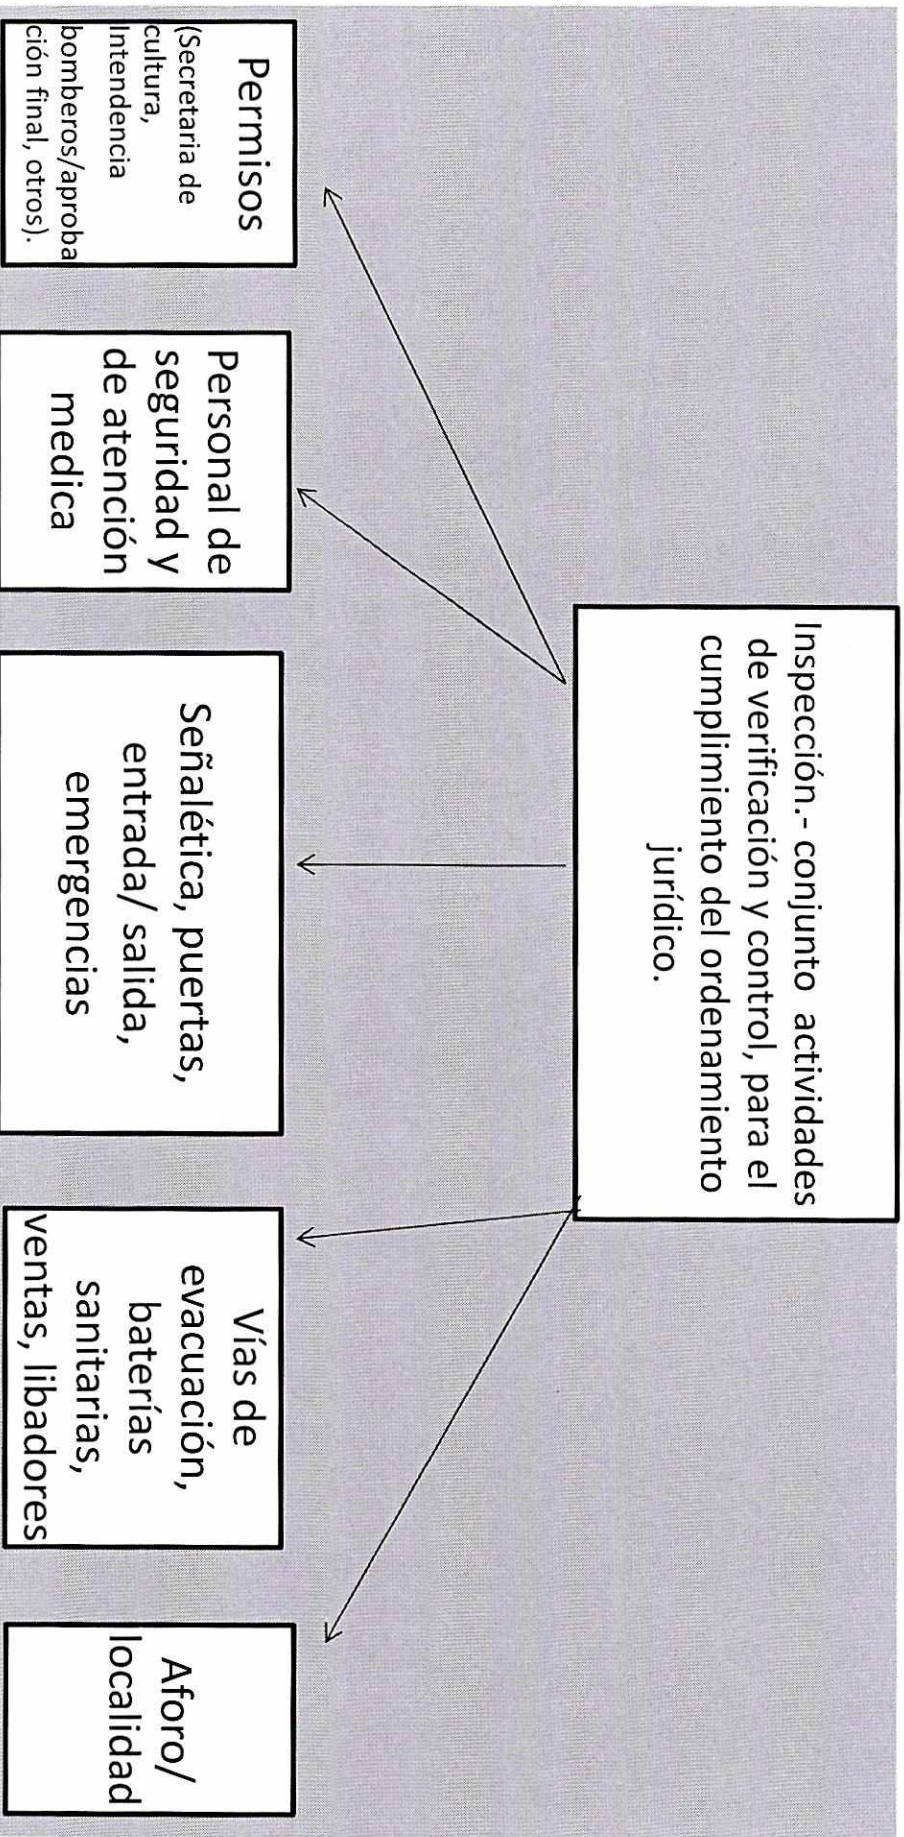 Inspección.- conjunto actividades
de verificación y control, para el
cumplimiento del ordenamiento
jurídico.
Permisos
(Secretaria de
cultura,
Intendencia
bomberos/aproba
ción final, otros).
Personal de
seguridad y
de atención
medica
Señalética, puertas,
entrada/ salida,
emergencias
Vías de
evacuación,
baterías
sanitarias,
ventas, libadores
Aforo/
localidad